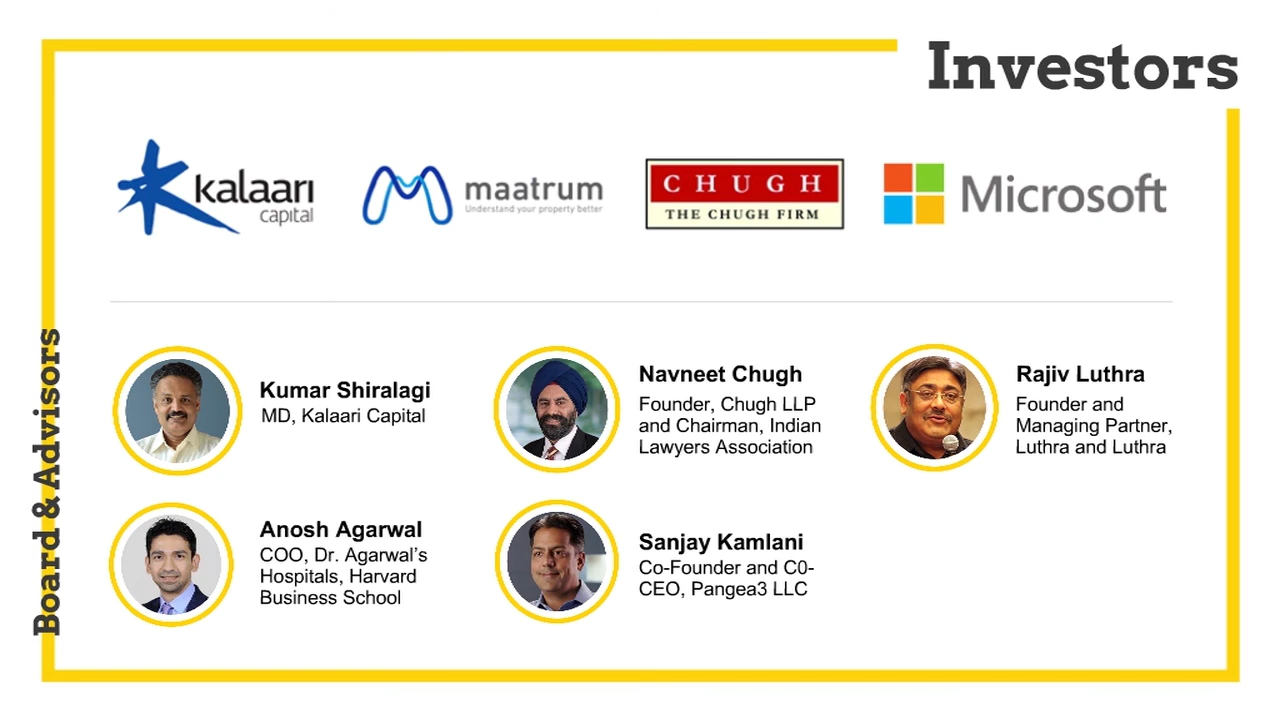 Investors
kalaari
capital
maatrum
Understand your property better
CHUGH
THE CHUGH FIRM
Microsoft
Board & Advisors
Kumar Shiralagi
MD, Kalaari Capital
Navneet Chugh
Founder, Chugh LLP
and Chairman, Indian
Lawyers Association
Rajiv Luthra
Founder and
Managing Partner,
Luthra and Luthra
Anosh Agarwal
COO, Dr. Agarwal’s
Hospitals, Harvard
Business School
Sanjay Kamlani
Co-Founder and C0-
CEO, Pangea3 LLC